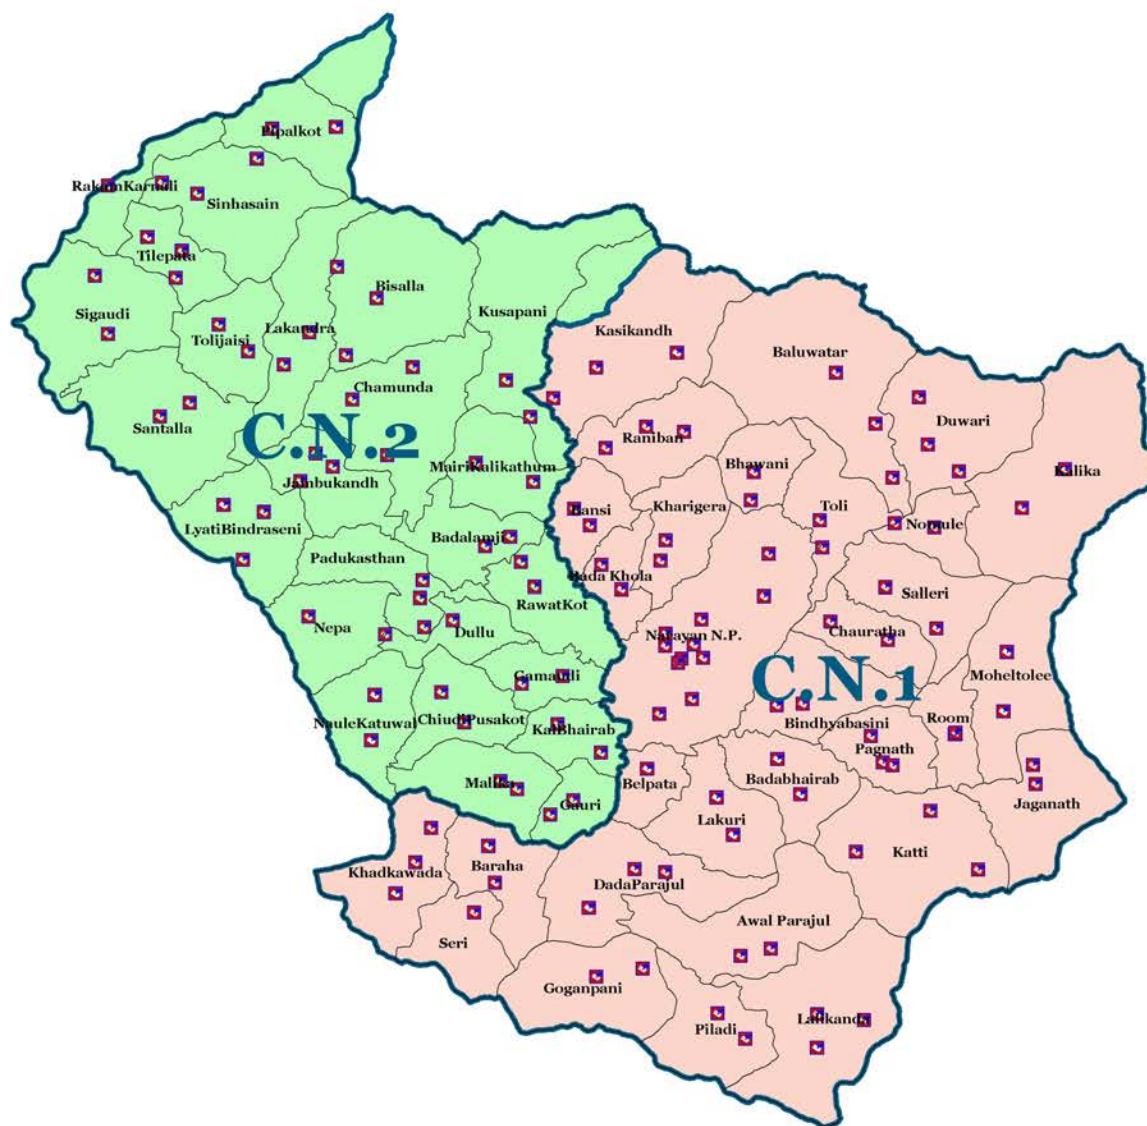 Pipalkot
RakamKarnali
Sinhasain
Tilepata
Bisalla
Sigaudi
Kusapani
Lakandra
Tolijaisi
Kasikandh
Baluwatar
Chamunda
Santalla
C.N.2
Raniban
Duwari
MairiKalikathum
Bhawani
Kalika
Jambukandh
Kharigera
Toli
Bansi
LyatiBindraseni
Nomule
Badalamji
Padukasthan
Bada Khola
Salleri
RawatKot
Nepa
Dullu
Chauratha
Narayan N.P.
Gamaudi
C.N.1
Moheltolee
NauleKatuwal
ChiudiPusakot
KalBhairab
Bindhyabasini
Room
Pagnath
Malika
Belpata
Badabhairab
Gauri
Jaganath
Lakuri
Katti
Khadkawada
Baraha
DadaParajul
Awal Parajul
Seri
Goganpani
Piladi
Lalikanda